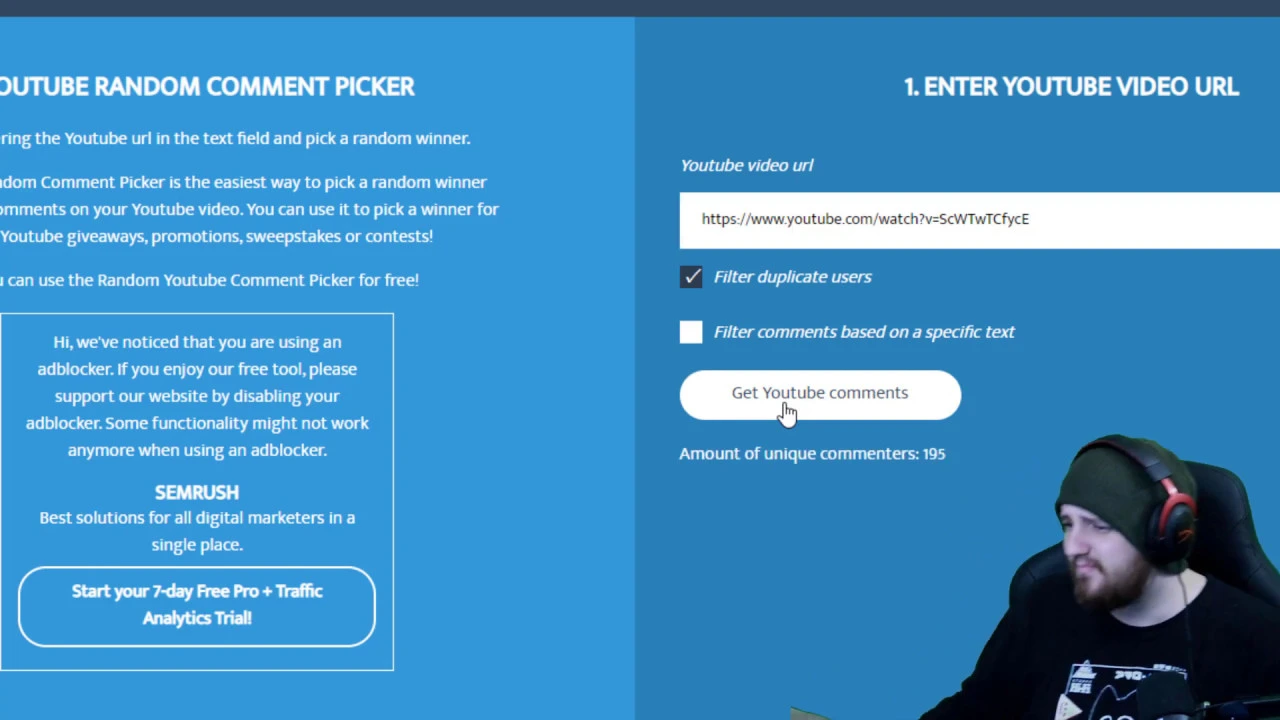 OUTUBE RANDOM COMMENT PICKER
ring the Youtube url in the text field and pick a random winner.
ndom Comment Picker is the easiest way to pick a random winner
omments on your Youtube video. You can use it to pick a winner for
Youtube giveaways, promotions, sweepstakes or contests!
u can use the Random Youtube Comment Picker for free!
Hi, we've noticed that you are using an
adblocker. If you enjoy our free tool, please
support our website by disabling your
adblocker. Some functionality might not work
anymore when using an adblocker.
SEMRUSH
Best solutions for all digital marketers in a
single place.
Start your 7-day Free Pro + Traffic
Analytics Trial!
1. ENTER YOUTUBE VIDEO URL
Youtube video url
https://www.youtube.com/watch?v=ScWTwTCfycE
Filter duplicate users
Filter comments based on a specific text
Get Youtube comments
Amount of unique commenters: 195